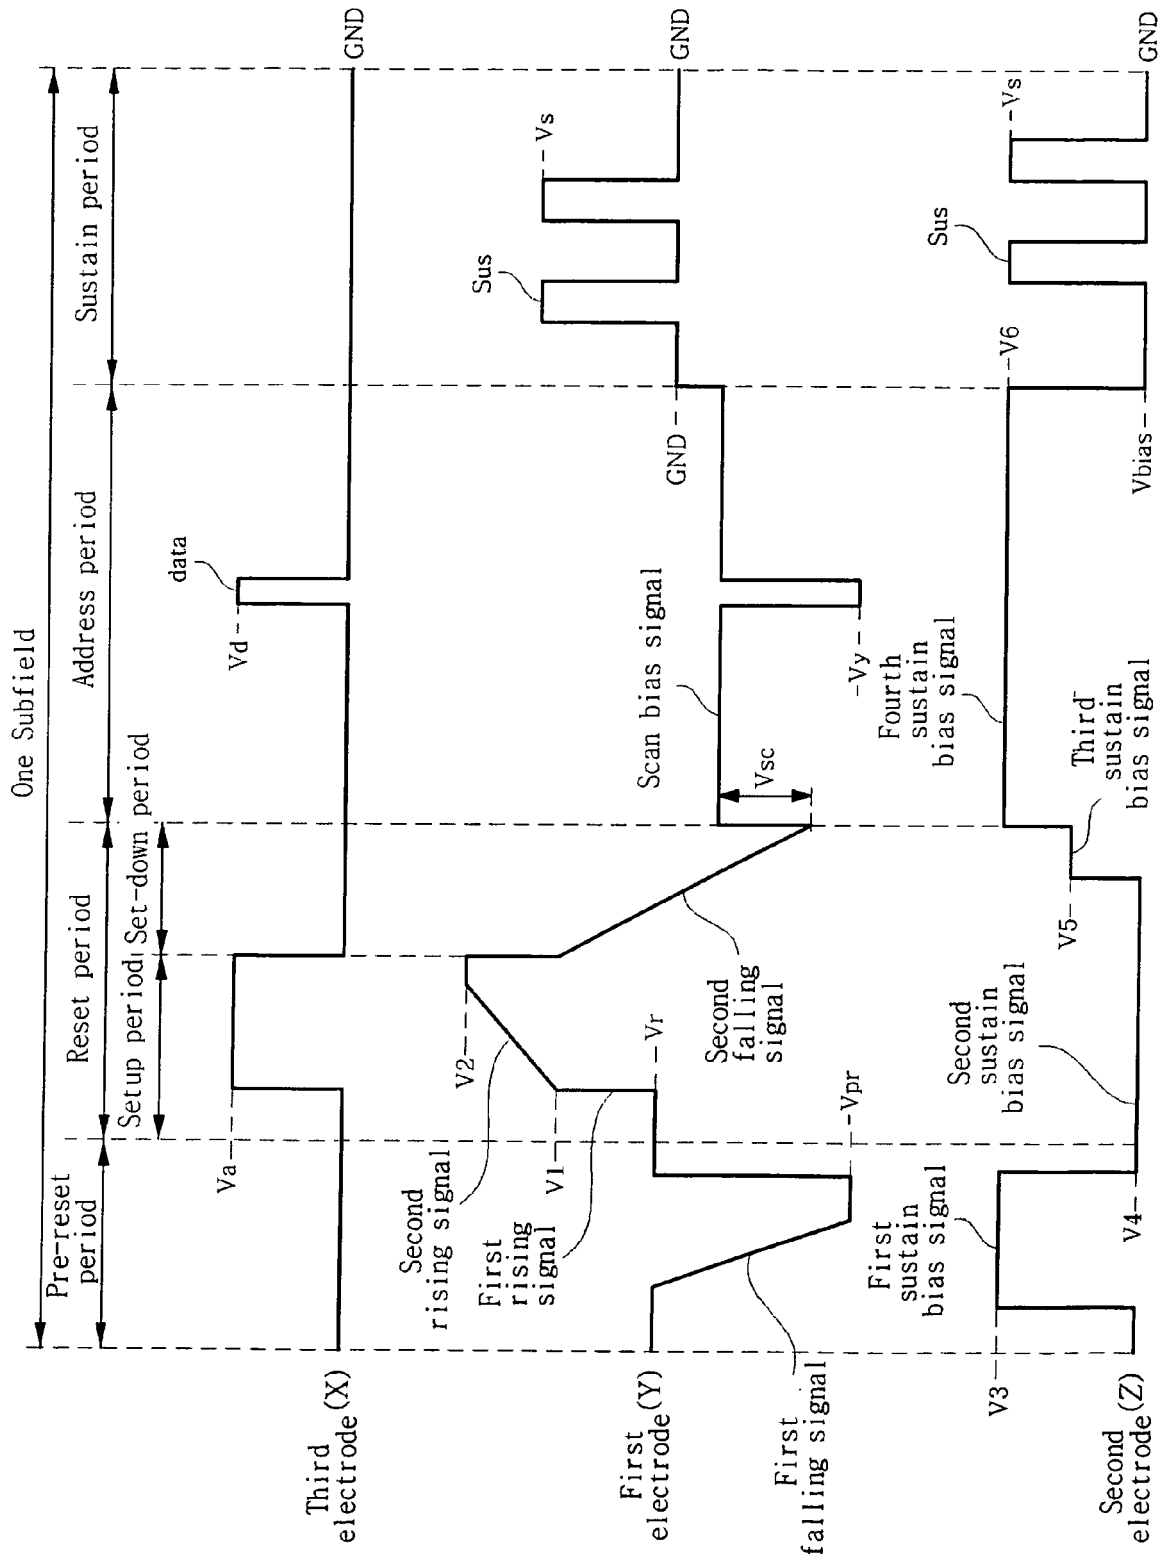 One Subfield
Pre-reset
period
Reset period
Address period
Sustain period
Setup period
Set-down period
Va
Vd
data
Third
electrode(X)
GND
V2
Second
rising signal
V1
First
rising
signal
Vr
Second
falling
signal
Vsc
Scan bias signal
-Vy
GND
Sus
Vs
First
electrode(Y)
GND
First
falling signal
-Vpr
V3
First
sustain
bias signal
V4
Second
sustain
bias signal
V5
Third
sustain
bias signal
Fourth
sustain
bias signal
V6
Vbias
Sus
Vs
Second
electrode(Z)
GND